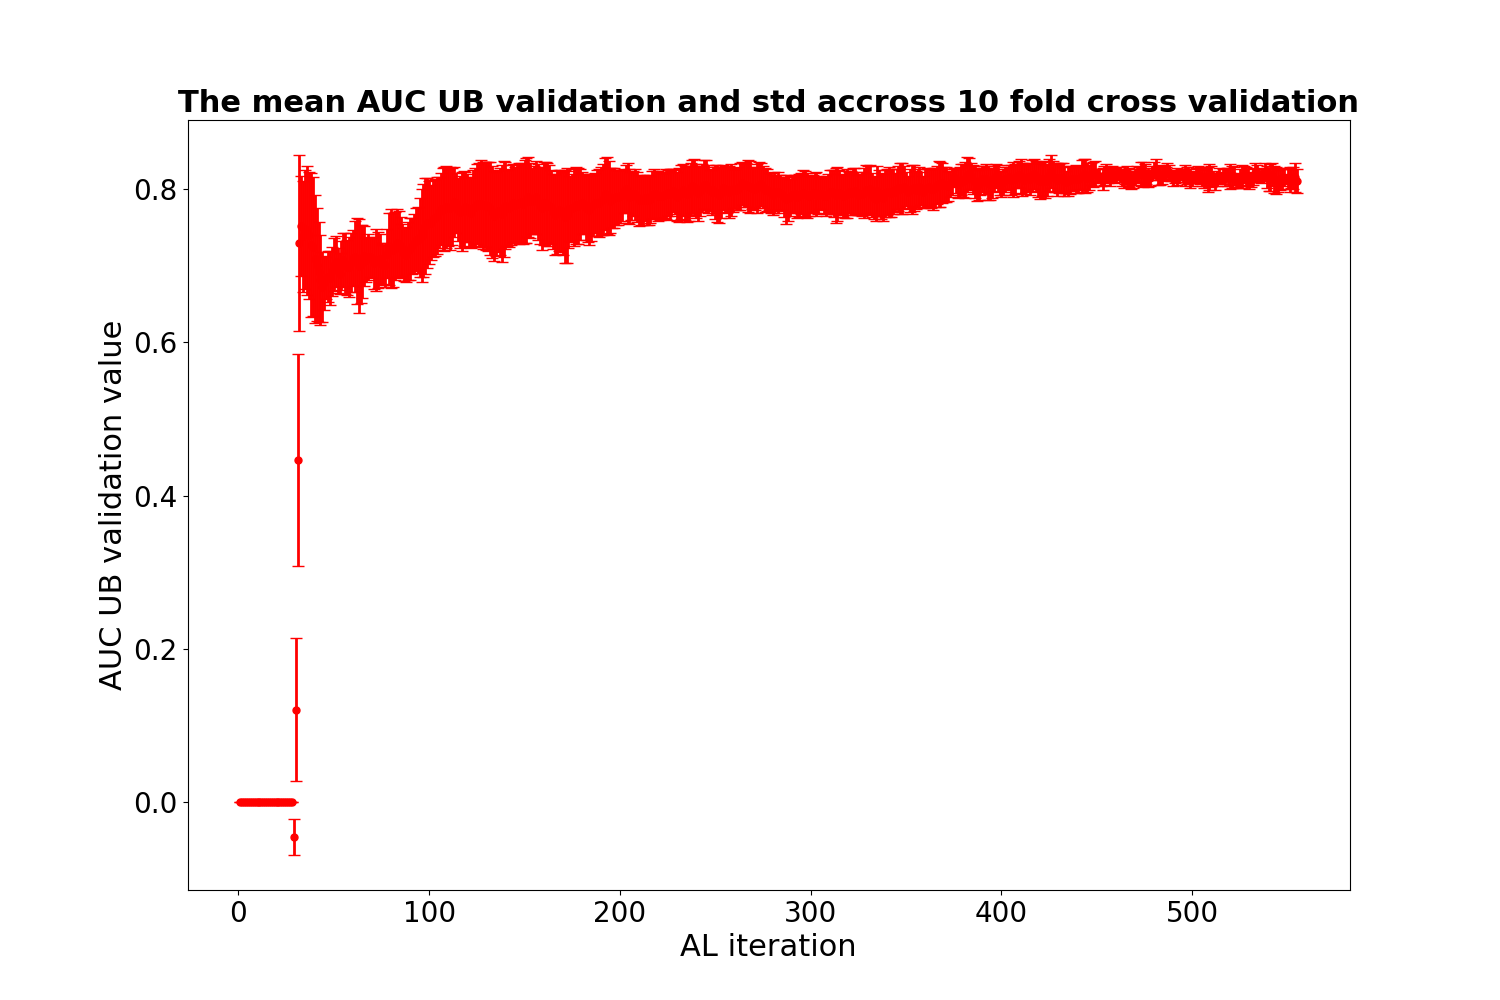 The mean AUC UB validation and std accross 10 fold cross validation
AUC UB validation value
0.8
0.6
0.4
0.2
0.0
0 100 200 300 400 500
AL iteration